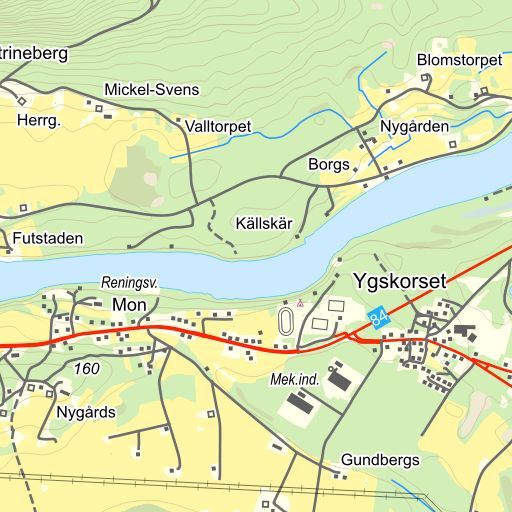 trineberg
Blomstorpet
Mickel-Svens
Herrg.
Valltorpet
Nygården
Borgs
Källskär
Futstaden
Reningsv.
Ygskorset
Mon
84
160
Mek.ind.
Nygårds
Gundbergs